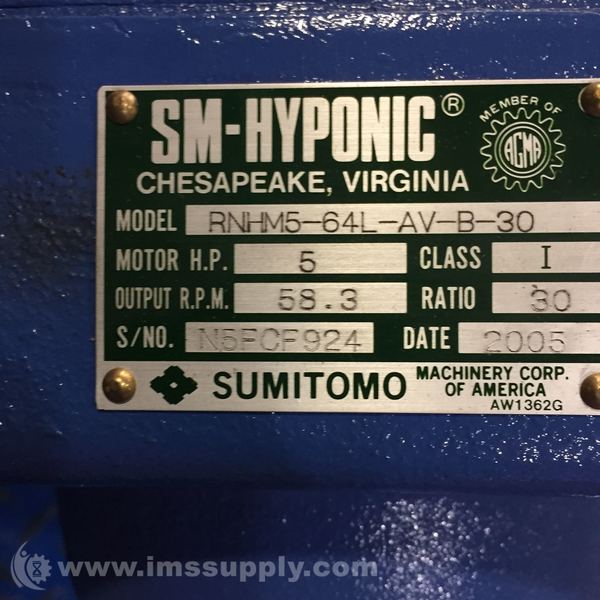 SM-HYPONIC®
MEMBER OF
AGMA
CHESAPEAKE, VIRGINIA
MODEL RNHM5-64L-AV-B-30
MOTOR H.P. 5 CLASS I
OUTPUT R.P.M. 58.3 RATIO 30
S/NO. N5FCF924 DATE 2005
SUMITOMO MACHINERY CORP.
OF AMERICA
AW1362G
www.imssupply.com